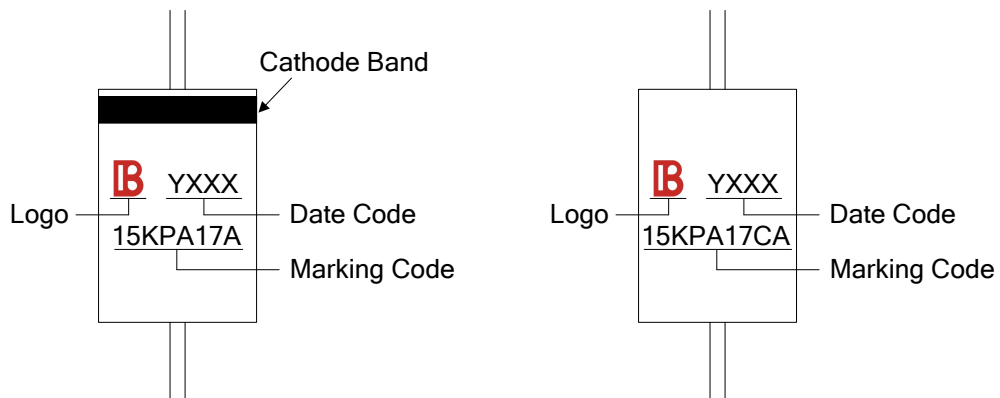 Cathode Band
YXXX
Logo
Date Code
15KPA17A
Marking Code
YXXX
Logo
Date Code
15KPA17CA
Marking Code